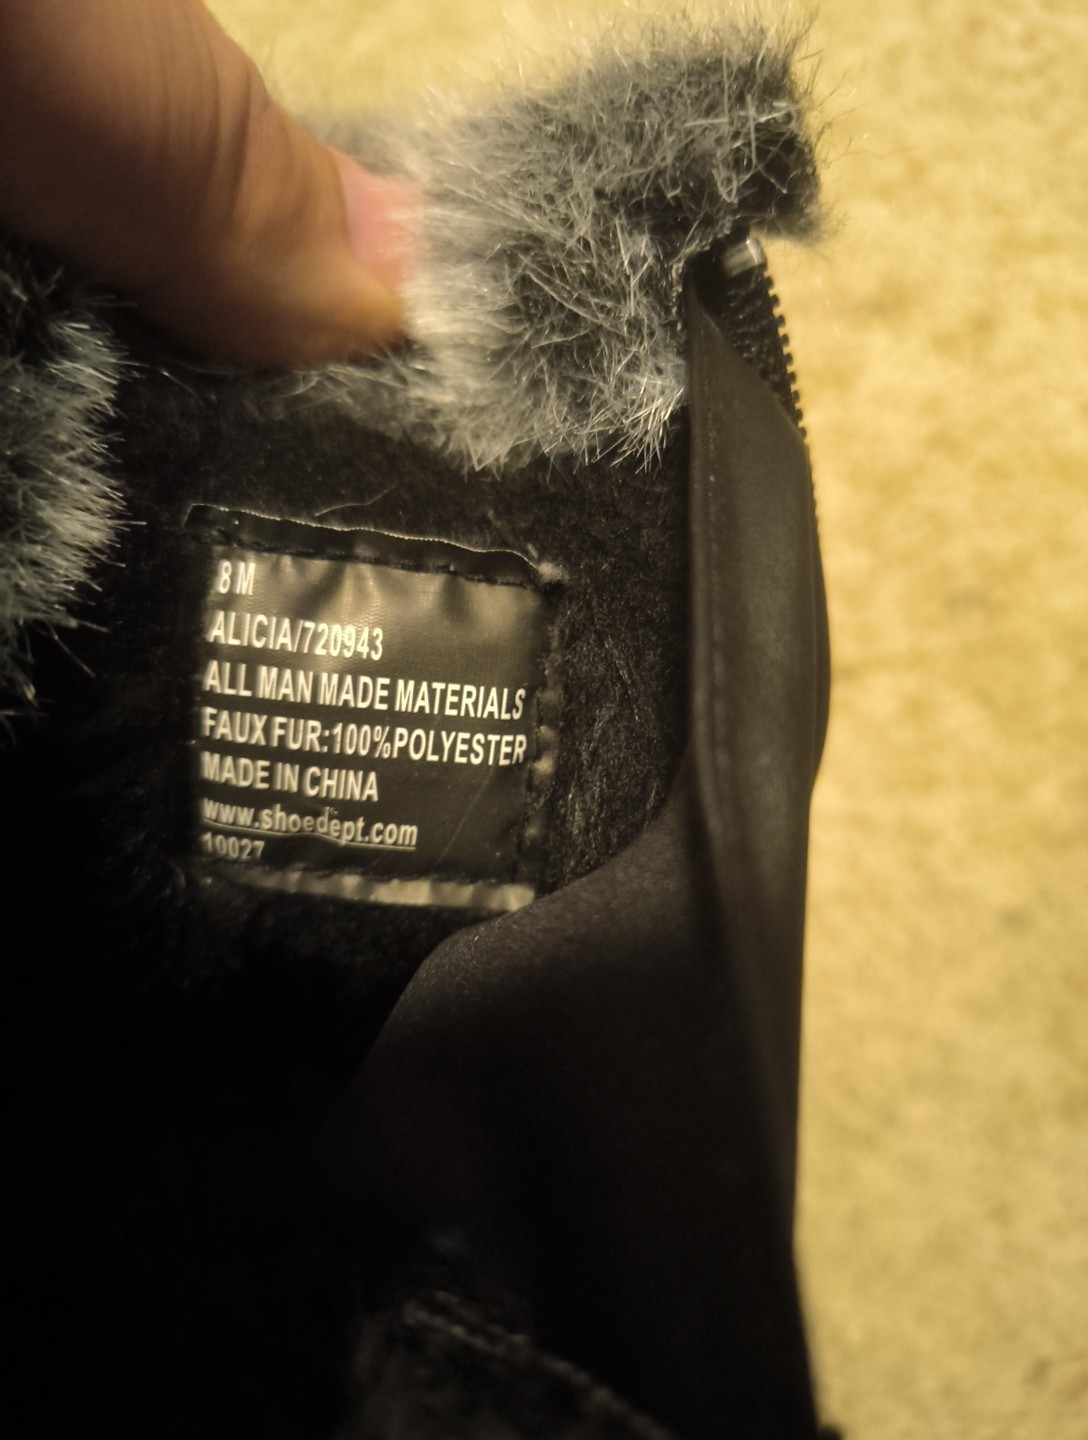 8 M
ALICIA/720943
ALL MAN MADE MATERIALS
FAUX FUR:100%POLYESTER
MADE IN CHINA
www.shoedept.com
10027